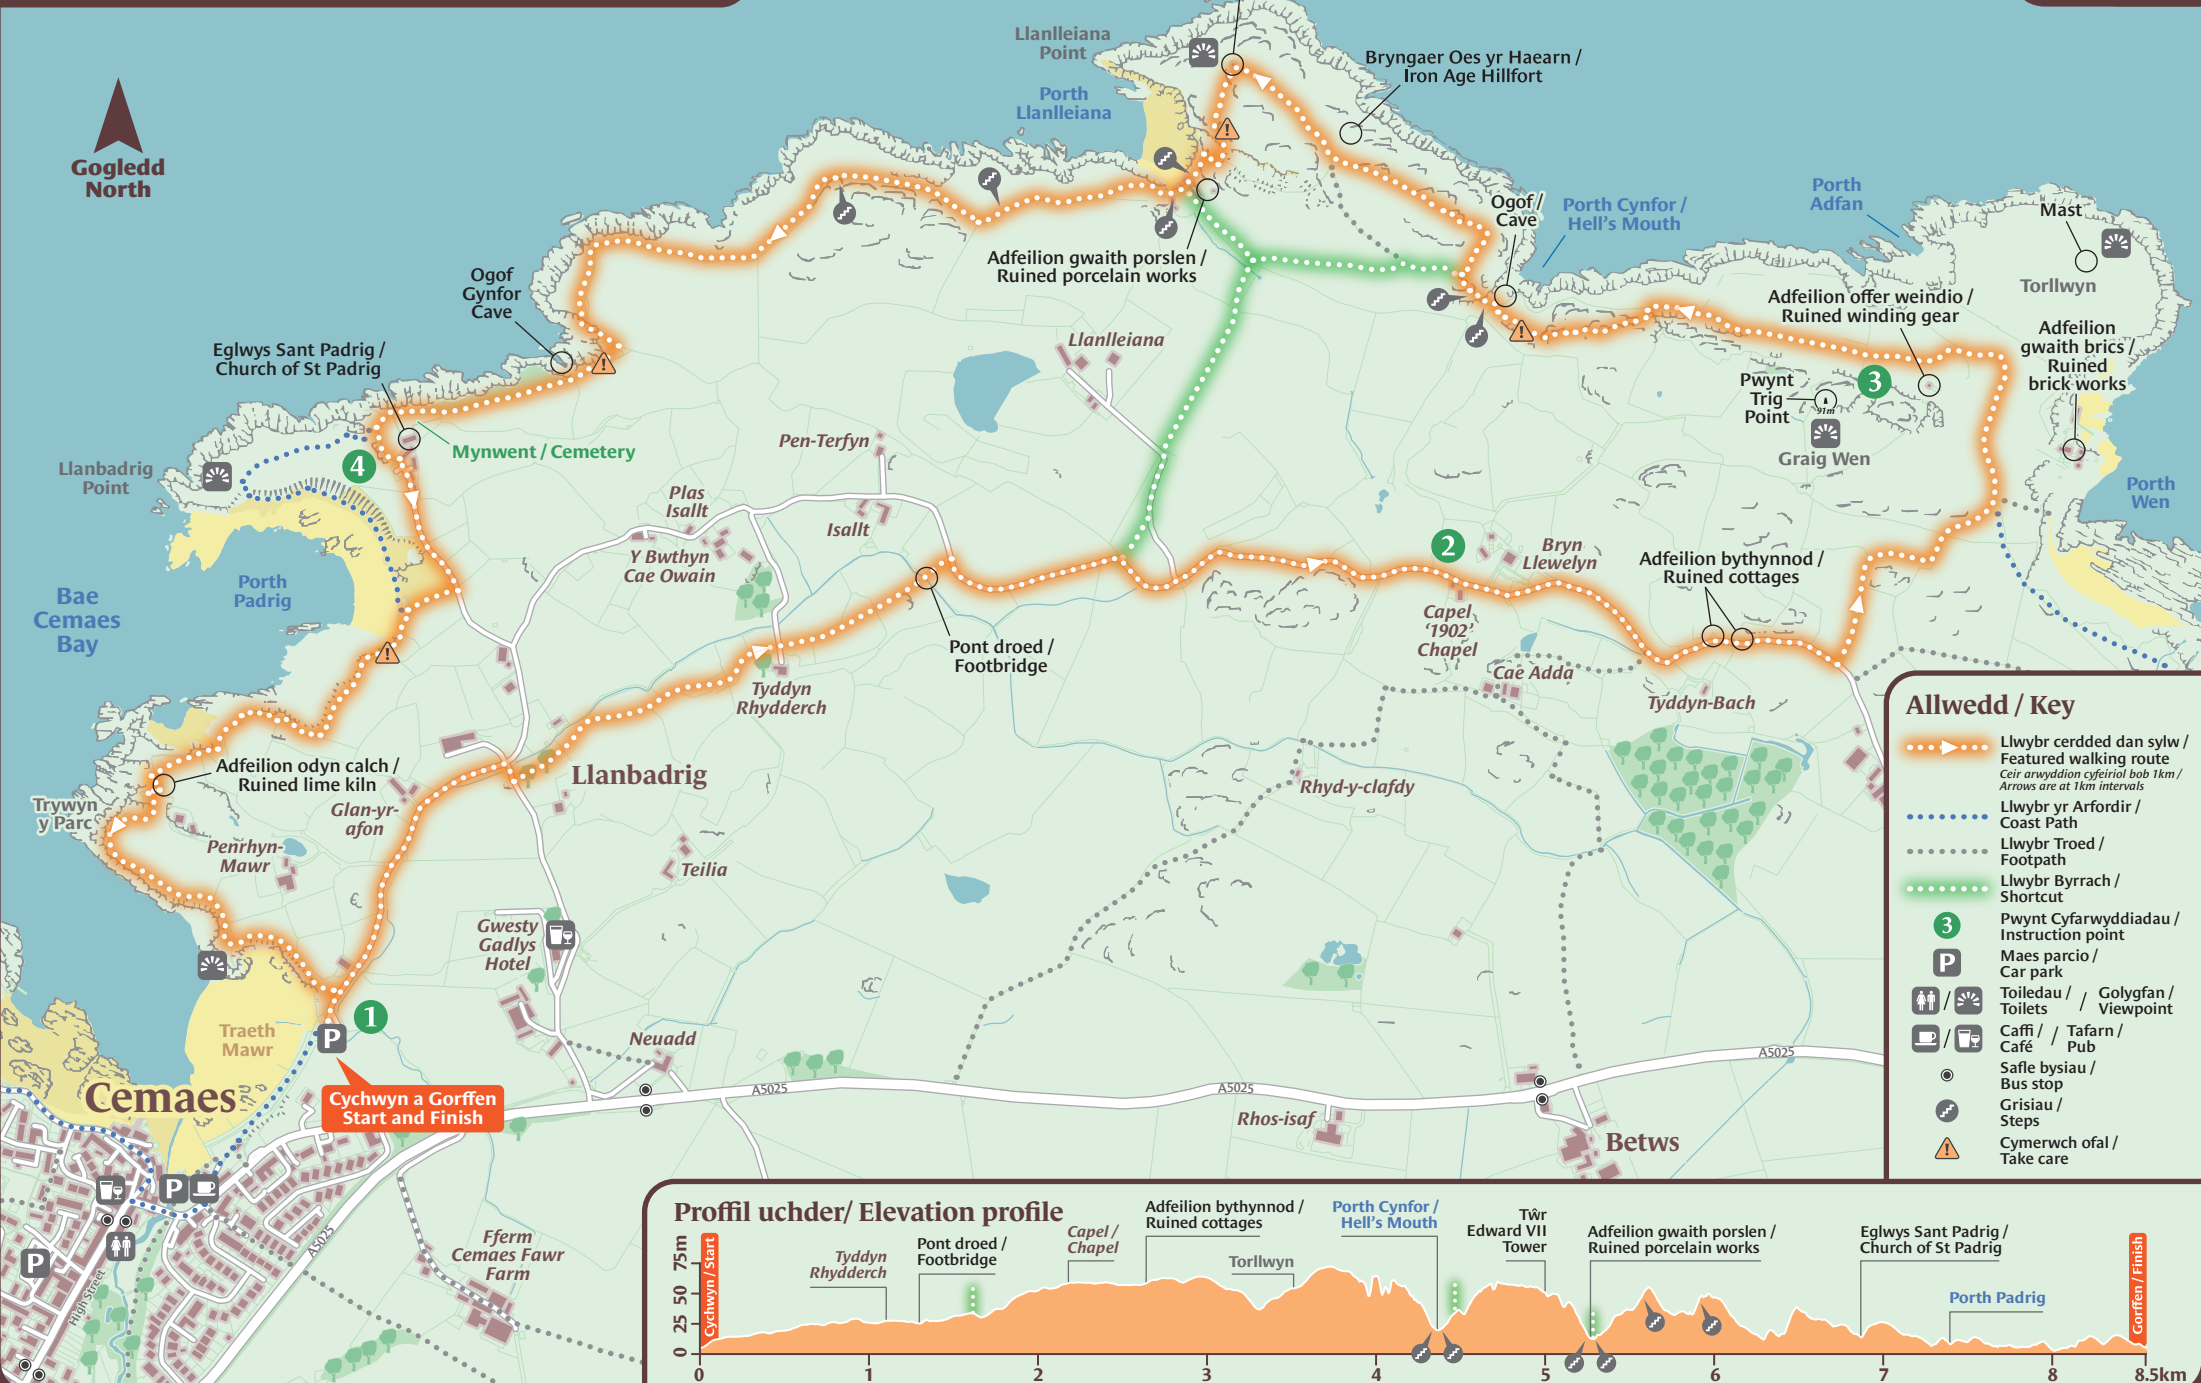 Llanlleiana
Point
Porth
Llanlleiana
Bryngaer Oes yr Haearn /
Iron Age Hillfort
Gogledd
North
Ogof /
Cave
Porth Cynfor /
Hell's Mouth
Porth
Adfan
Mast
Torllwyn
Adfeilion gwaith porslen /
Ruined porcelain works
Ogof
Gynfor
Cave
Adfeilion offer weindio /
Ruined winding gear
Adfeilion
gwaith brics /
Ruined
brick works
Eglwys Sant Padrig /
Church of St Padrig
Llanlleiana
Pwynt
Trig
Point
91m
3
Graig Wen
Mynwent / Cemetery
4
Llanbadrig
Point
Pen-Terfyn
Porth
Wen
Plas
Isallt
Isallt
Y Bwthyn
Cae Owain
2
Bryn
Llewelyn
Adfeilion bythynnod /
Ruined cottages
Porth
Padrig
Bae
Cemaes
Bay
Capel
'1902'
Chapel
Pont droed /
Footbridge
Cae Adda
Tyddyn
Rhydderch
Tyddyn-Bach
Adfeilion odyn calch /
Ruined lime kiln
Llanbadrig
Rhyd-y-clafdy
Trywyn
y Parc
Glan-yr-
afon
Penrhyn-
Mawr
Teilia
Gwesty
Gadlys
Hotel
1
P
Traeth
Mawr
Neuadd
A5025
A5025
A5025
Cemaes
Cychwyn a Gorffen
Start and Finish
Rhos-isaf
Betws
P
P
A5025
High Street
Fferm
Cemaes Fawr
Farm
Allwedd / Key
Llwybr cerdded dan sylw /
Featured walking route
Ceir arwyddion cyfeiriol bob 1km /
Arrows are at 1km intervals
Llwybr yr Arfordir /
Coast Path
Llwybr Troed /
Footpath
Llwybr Byrrach /
Shortcut
3
Pwynt Cyfarwyddiadau /
Instruction point
P
Maes parcio /
Car park
/
Toiledau /
Toilets
/
Golygfan /
Viewpoint
/
Caffi /
Café
/
Tafarn /
Pub
Safle bysiau /
Bus stop
Grisiau /
Steps
Cymerwch ofal /
Take care
Proffil uchder/ Elevation profile
75m
50
25
0
Cychwyn / Start
Tyddyn
Rhydderch
Pont droed /
Footbridge
Capel /
Chapel
Adfeilion bythynnod /
Ruined cottages
Torllwyn
Porth Cynfor /
Hell's Mouth
Tŵr
Edward VII
Tower
Adfeilion gwaith porslen /
Ruined porcelain works
Eglwys Sant Padrig /
Church of St Padrig
Porth Padrig
Gorffen / Finish
0 1 2 3 4 5 6 7 8 8.5km